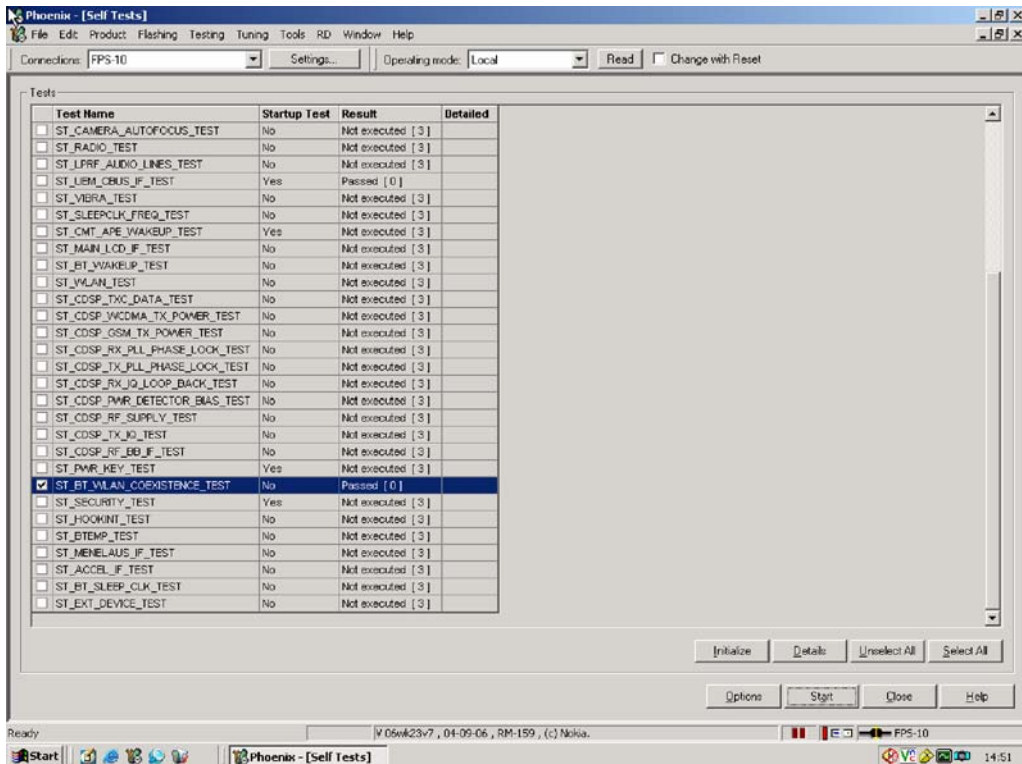 Phoenix - [Self Tests]
File Edit Product Flashing Testing Tuning Tools RD Window Help
Connections: FPS-10 Settings... Operating mode: Local Read Change with Reset
Tests
Test Name Startup Test Result Detailed
ST_CAMERA_AUTOFOCUS_TEST No Not executed [ 3 ]
ST_RADIO_TEST No Not executed [ 3 ]
ST_LPRF_AUDIO_LINES_TEST No Not executed [ 3 ]
ST_UEM_CBUS_IF_TEST Yes Passed [ 0 ]
ST_VIBRA_TEST No Not executed [ 3 ]
ST_SLEEPCLK_FREQ_TEST No Not executed [ 3 ]
ST_CMT_APE_WAKEUP_TEST Yes Not executed [ 3 ]
ST_MAIN_LCD_IF_TEST No Not executed [ 3 ]
ST_BT_WAKEUP_TEST No Not executed [ 3 ]
ST_WLAN_TEST No Not executed [ 3 ]
ST_CDSP_TXC_DATA_TEST No Not executed [ 3 ]
ST_CDSP_WCDMA_TX_POWER_TEST No Not executed [ 3 ]
ST_CDSP_GSM_TX_POWER_TEST No Not executed [ 3 ]
ST_CDSP_RX_PLL_PHASE_LOCK_TEST No Not executed [ 3 ]
ST_CDSP_TX_PLL_PHASE_LOCK_TEST No Not executed [ 3 ]
ST_CDSP_RX_IQ_LOOP_BACK_TEST No Not executed [ 3 ]
ST_CDSP_PWR_DETECTOR_BIAS_TEST No Not executed [ 3 ]
ST_CDSP_RF_SUPPLY_TEST No Not executed [ 3 ]
ST_CDSP_TX_IQ_TEST No Not executed [ 3 ]
ST_CDSP_RF_BB_IF_TEST No Not executed [ 3 ]
ST_PWR_KEY_TEST Yes Not executed [ 3 ]
ST_BT_WLAN_COEXISTENCE_TEST No Passed [ 0 ]
ST_SECURITY_TEST Yes Not executed [ 3 ]
ST_HOOKINT_TEST No Not executed [ 3 ]
ST_BTEMP_TEST No Not executed [ 3 ]
ST_MENELAUS_IF_TEST No Not executed [ 3 ]
ST_ACCEL_IF_TEST No Not executed [ 3 ]
ST_BT_SLEEP_CLK_TEST No Not executed [ 3 ]
ST_EXT_DEVICE_TEST No Not executed [ 3 ]
Initialize Details Unselect All Select All
Options Start Close Help
Ready V 06wk23v7 , 04-09-06 , RM-159 , (c) Nokia. FPS-10
Start Phoenix - [Self Tests] 14:51